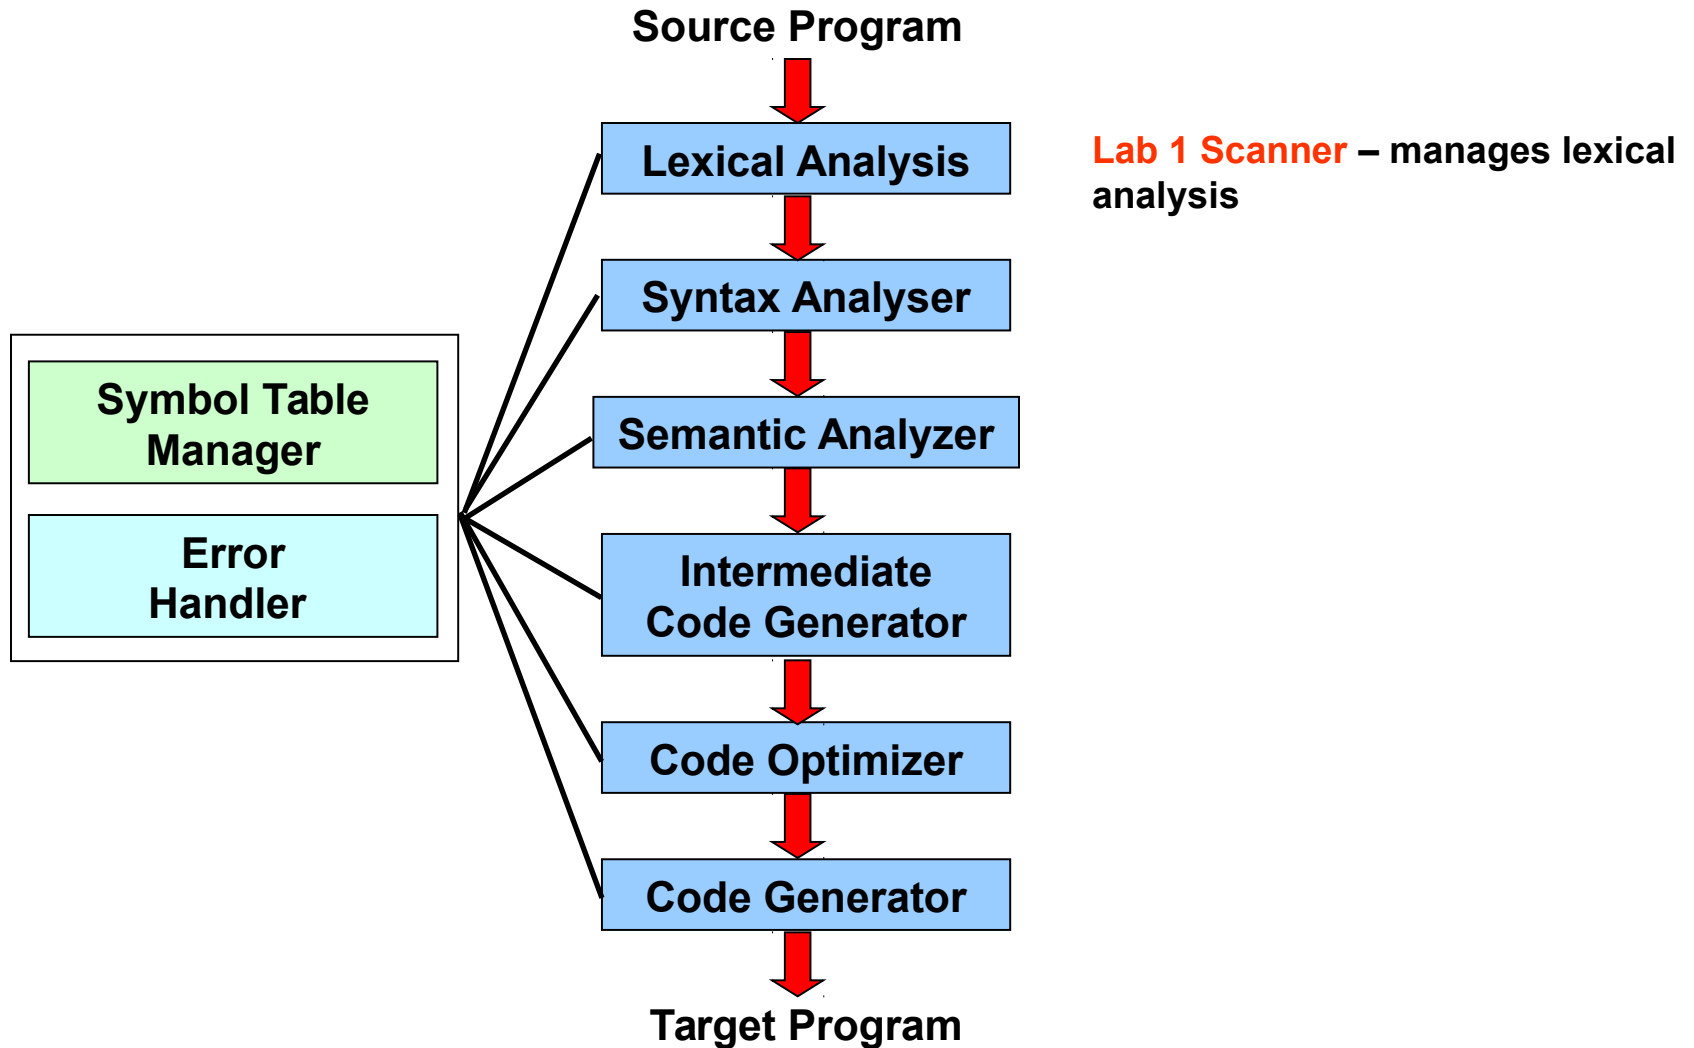 Source Program
Lexical Analysis
Lab 1 Scanner – manages lexical
analysis
Syntax Analyser
Symbol Table
Manager
Semantic Analyzer
Error
Handler
Intermediate
Code Generator
Code Optimizer
Code Generator
Target Program